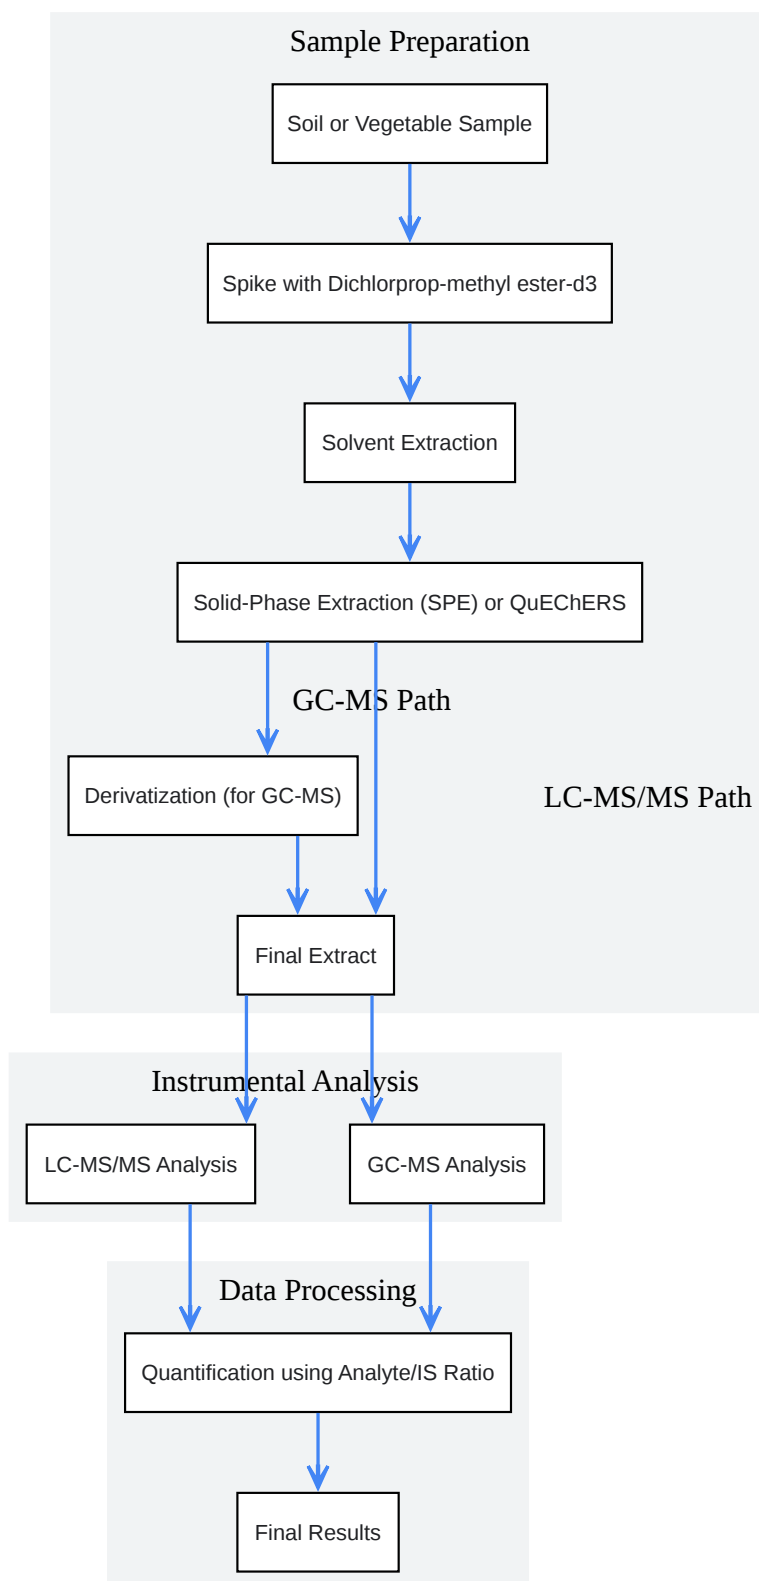 Sample Preparation
Soil or Vegetable Sample
Spike with Dichlorprop-methyl ester-d3
Solvent Extraction
Solid-Phase Extraction (SPE) or QuEChERS
GC-MS Path
Derivatization (for GC-MS)
LC-MS/MS Path
Final Extract
Instrumental Analysis
LC-MS/MS Analysis
GC-MS Analysis
Data Processing
Quantification using Analyte/IS Ratio
Final Results